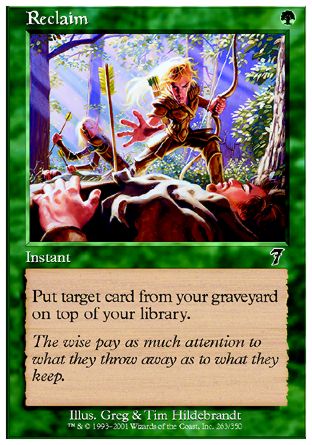 Reclaim
Instant
7
Put target card from your graveyard
on top of your library.
The wise pay as much attention to
what they throw away as to what they
keep.
Illus. Greg & Tim Hildebrandt
™ & © 1993–2001 Wizards of the Coast, Inc. 263/350